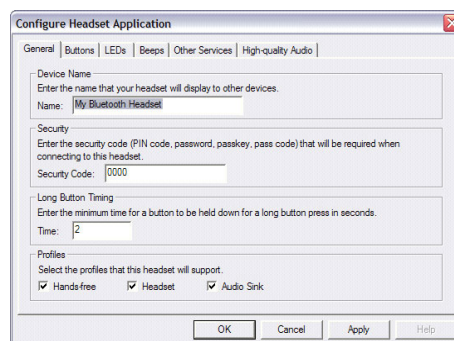 Configure Headset Application
General Buttons LEDs Beeps Other Services High-quality Audio
Device Name
Enter the name that your headset will display to other devices.
Name: My Bluetooth Headset
Security
Enter the security code (PIN code, password, passkey, pass code) that will be required when
connecting to this headset.
Security Code: 0000
Long Button Timing
Enter the minimum time for a button to be held down for a long button press in seconds.
Time: 2
Profiles
Select the profiles that this headset will support.
Hands-free Headset Audio Sink
OK Cancel Apply Help